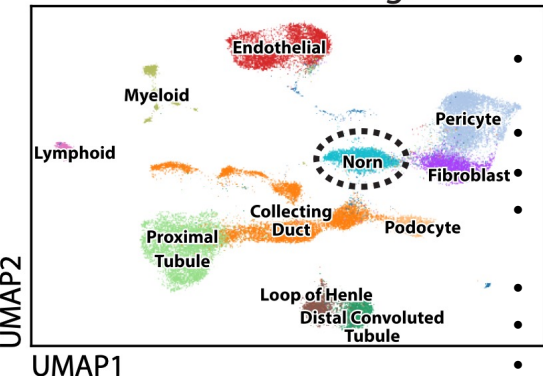 Endothelial
Myeloid
Pericyte
Lymphoid
Norn
Fibroblast
Collecting
Duct
Podocyte
Proximal
Tubule
Loop of Henle
Distal Convoluted
Tubule
UMAP2
UMAP1